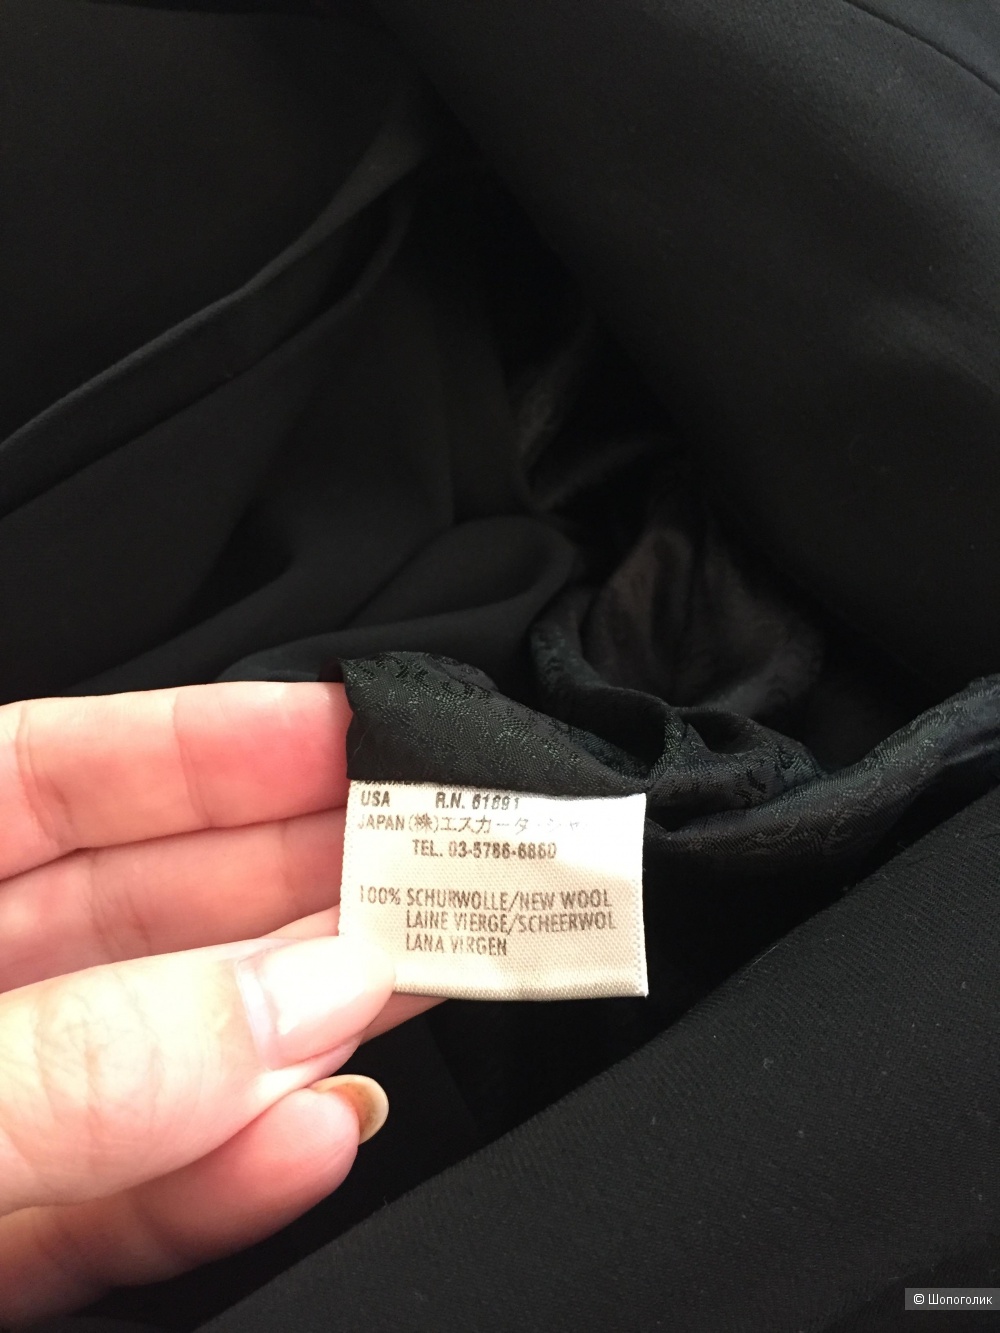 USA R.N. 61891
JAPAN (株)エスカーダ・ジャ
TEL. 03-5786-6860
100% SCHURWOLLE/NEW WOOL
LAINE VIERGE/SCHEERWOL
LANA VIRGEN
© Шопоголик